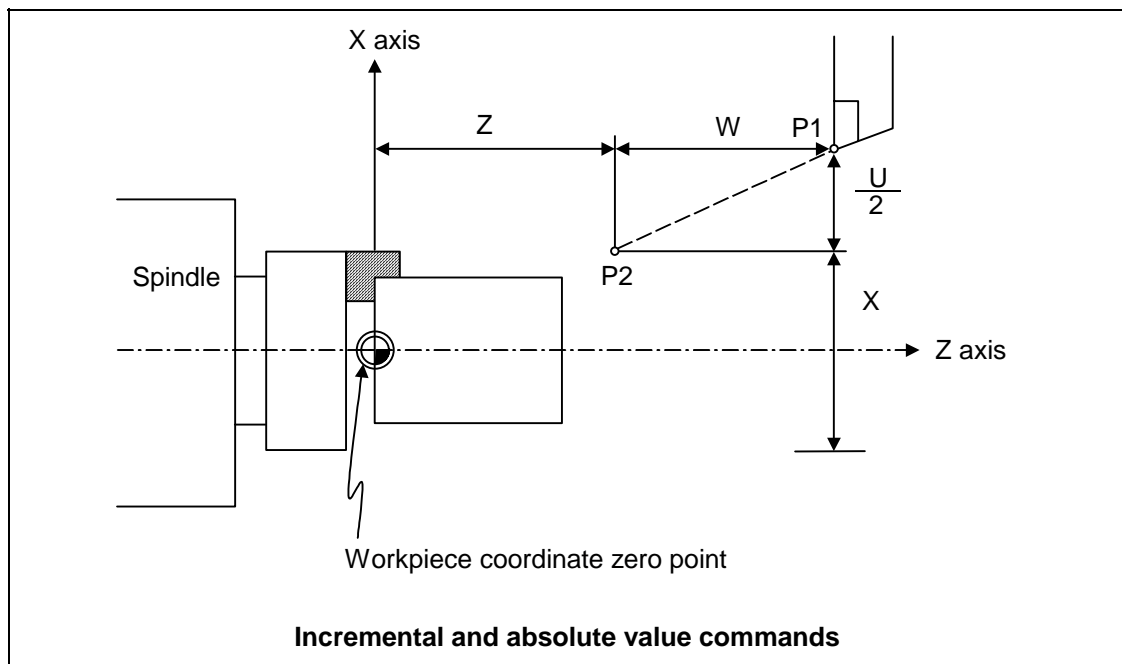 X axis
Z
W
P1
U
2
Spindle
P2
X
Z axis
Workpiece coordinate zero point
Incremental and absolute value commands